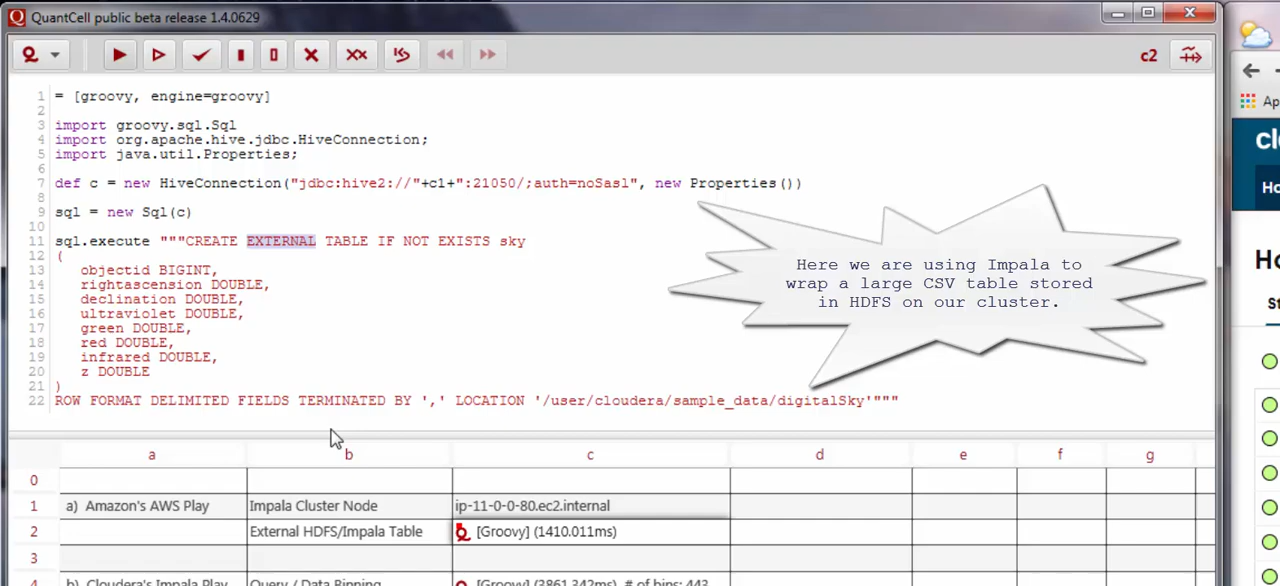 QuantCell public beta release 1.4.0629
c2
1 = [groovy, engine=groovy]
2
3 import groovy.sql.Sql
4 import org.apache.hive.jdbc.HiveConnection;
5 import java.util.Properties;
6
7 def c = new HiveConnection("jdbc:hive2://"+c1+":21050/;auth=noSasl", new Properties())
8
9 sql = new Sql(c)
10
11 sql.execute """CREATE EXTERNAL TABLE IF NOT EXISTS sky
12 (
13 objectid BIGINT,
14 rightascension DOUBLE,
15 declination DOUBLE,
16 ultraviolet DOUBLE,
17 green DOUBLE,
18 red DOUBLE,
19 infrared DOUBLE,
20 z DOUBLE
21 )
22 ROW FORMAT DELIMITED FIELDS TERMINATED BY ',' LOCATION '/user/cloudera/sample_data/digitalSky'"""
Here we are using Impala to
wrap a large CSV table stored
in HDFS on our cluster.
a b c d e f g
0
1 a) Amazon's AWS Play Impala Cluster Node ip-11-0-0-80.ec2.internal
2 External HDFS/Impala Table [Groovy] (1410.011ms)
3
4 b) Cloudera's Impala Play Query / Data Binning [Groovy] (3861.342ms), # of bins: 443
Ap
cl
Ho
Ho
St